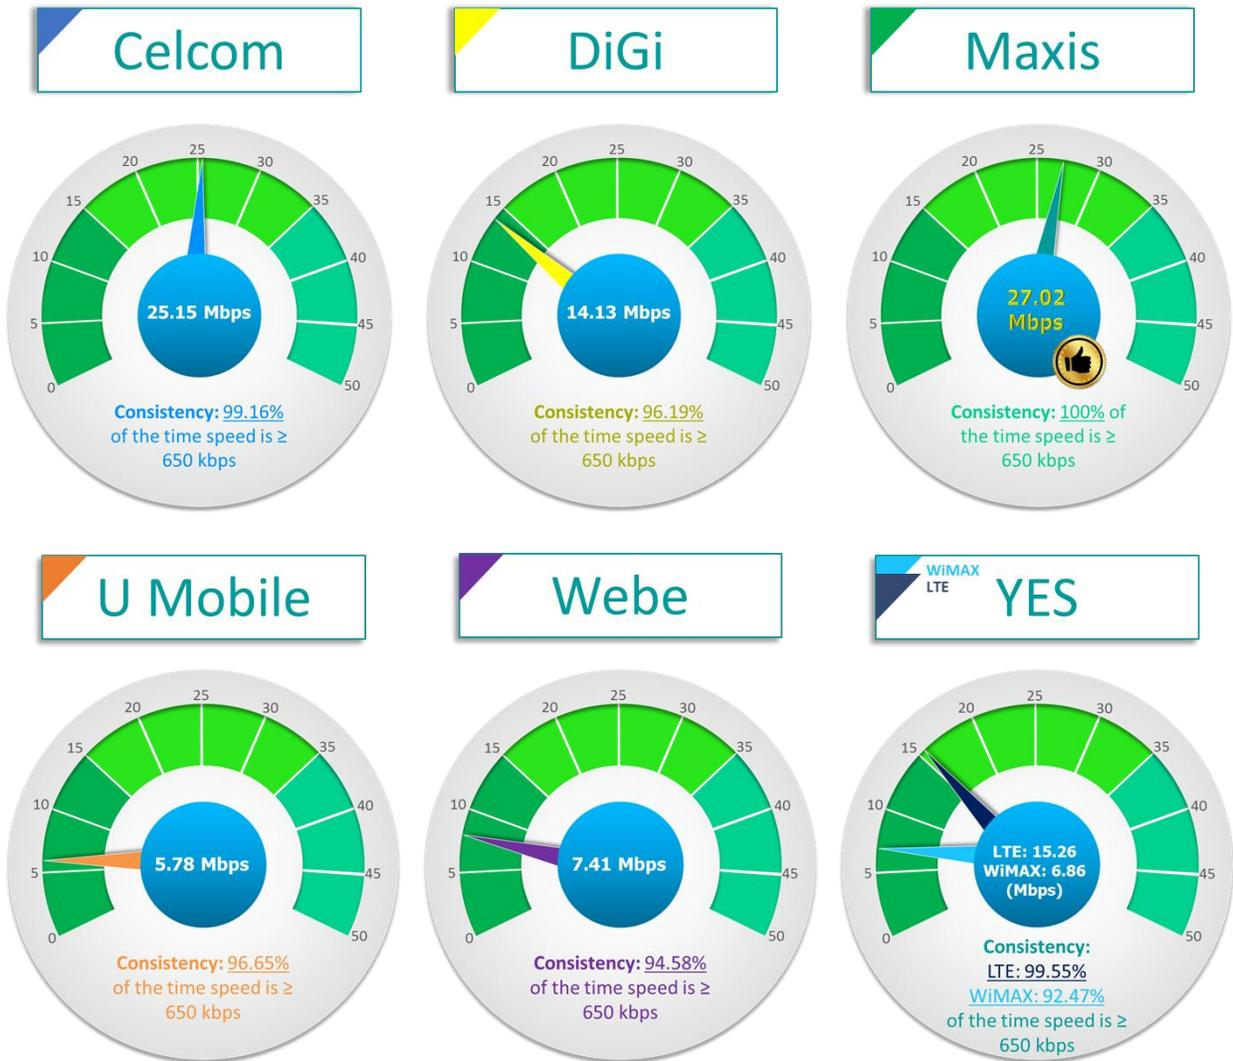 Celcom
DiGi
Maxis
0
5
10
15
20
25
30
35
40
45
50
25.15 Mbps
Consistency: 99.16%
of the time speed is ≥
650 kbps
0
5
10
15
20
25
30
35
40
45
50
14.13 Mbps
Consistency: 96.19%
of the time speed is ≥
650 kbps
0
5
10
15
20
25
30
35
40
45
50
27.02
Mbps
Consistency: 100% of
the time speed is ≥
650 kbps
U Mobile
Webe
WiMAX
LTE
YES
0
5
10
15
20
25
30
35
40
45
50
5.78 Mbps
Consistency: 96.65%
of the time speed is ≥
650 kbps
0
5
10
15
20
25
30
35
40
45
50
7.41 Mbps
Consistency: 94.58%
of the time speed is ≥
650 kbps
0
5
10
15
20
25
30
35
40
45
50
LTE: 15.26
WiMAX: 6.86
(Mbps)
Consistency:
LTE: 99.55%
WiMAX: 92.47%
of the time speed is ≥
650 kbps